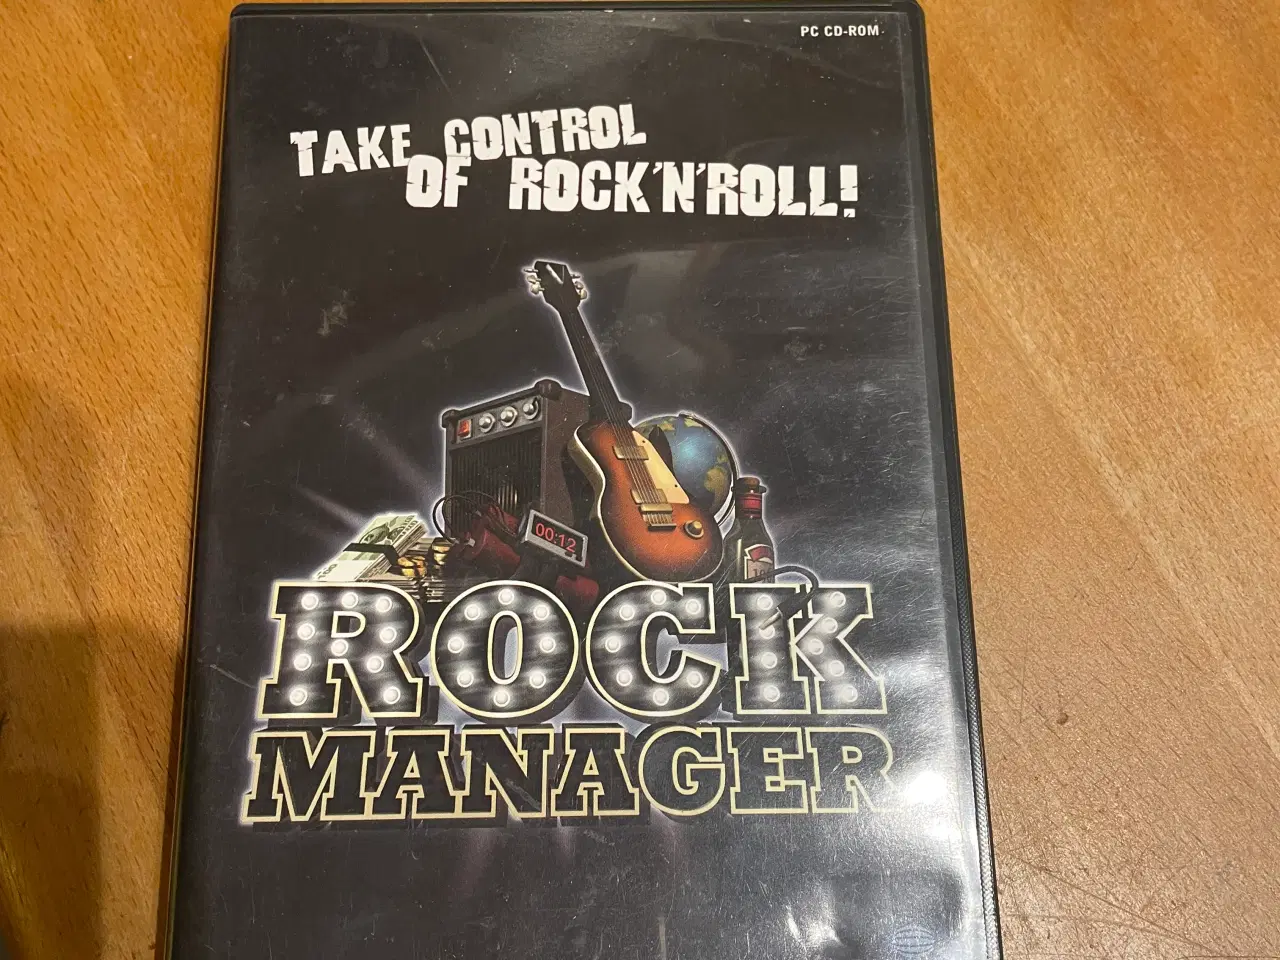 PC CD-ROM
TAKE CONTROL
OF ROCK'N'ROLL!
00:12
ROCK
MANAGER